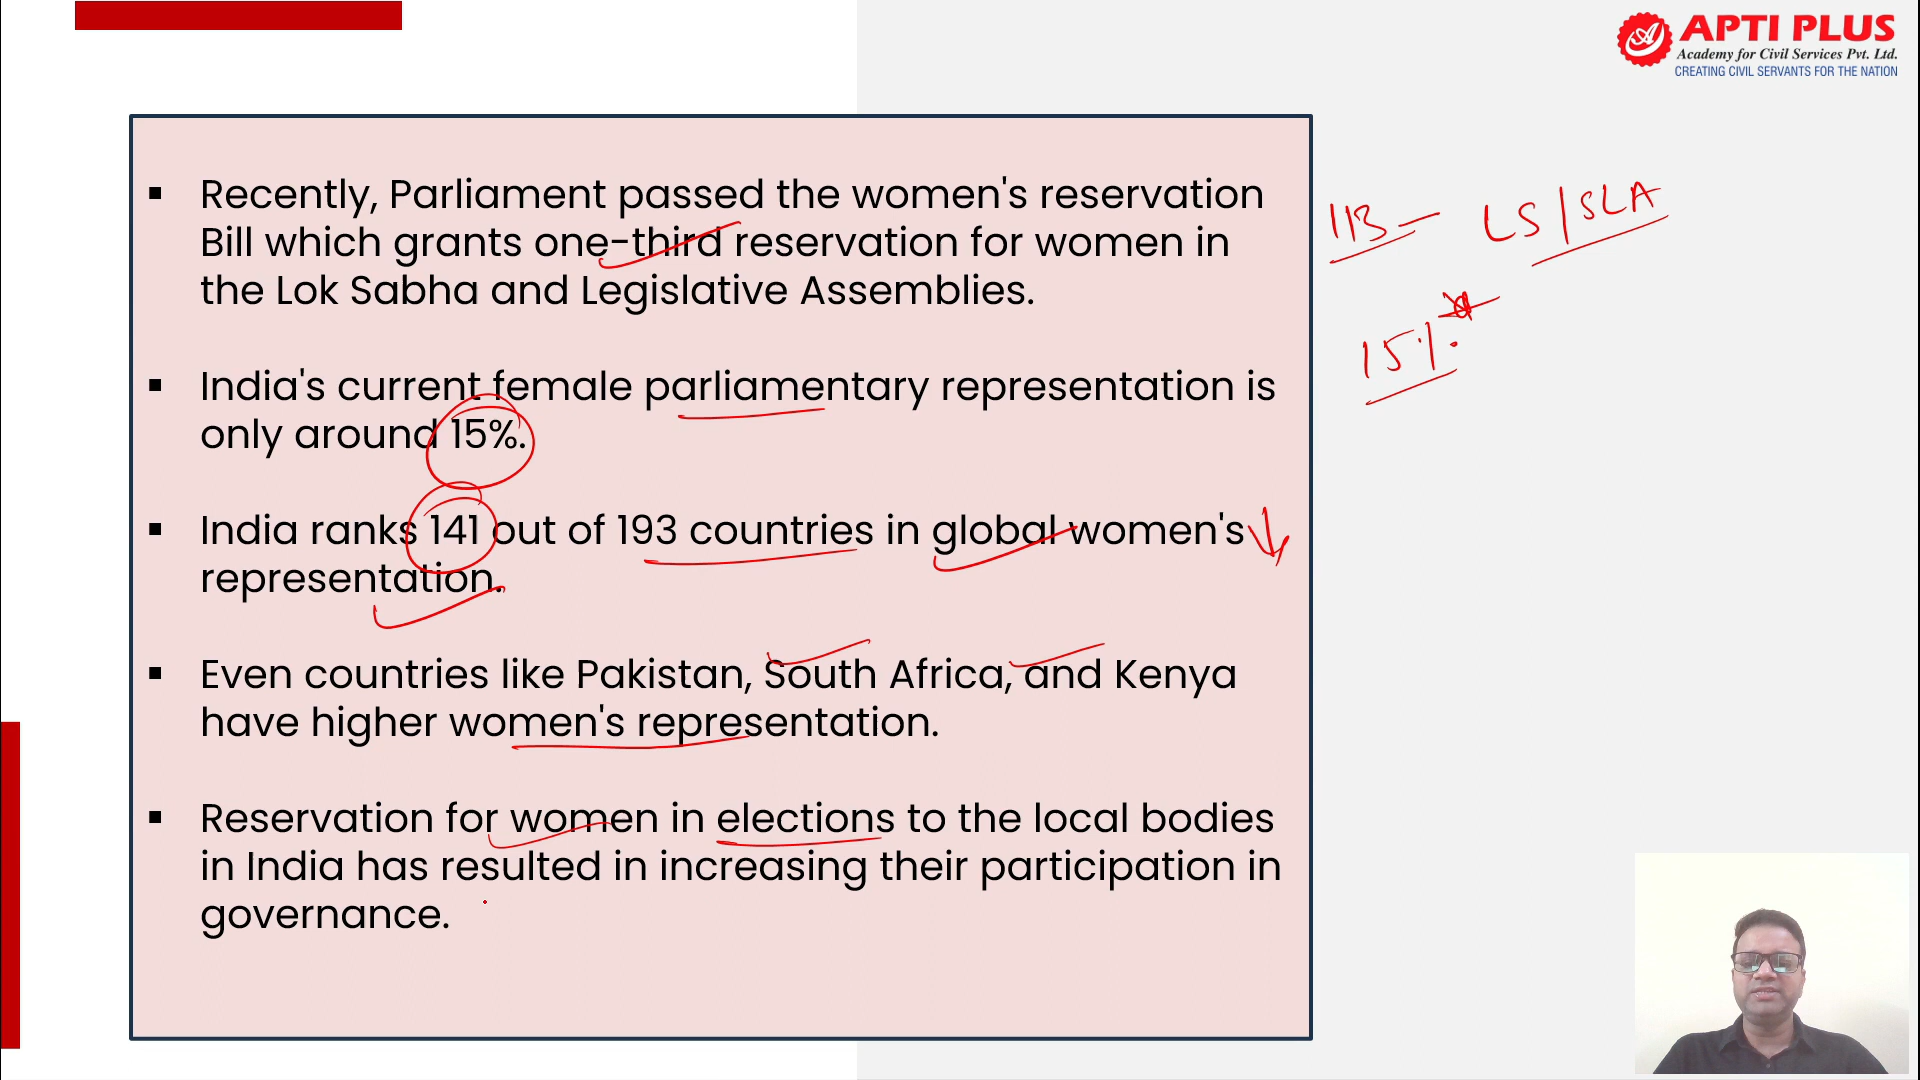 APTI PLUS
Academy for Civil Services Pvt. Ltd.
CREATING CIVIL SERVANTS FOR THE NATION
▪ Recently, Parliament passed the women's reservation
Bill which grants one-third reservation for women in
the Lok Sabha and Legislative Assemblies.
▪ India's current female parliamentary representation is
only around 15%.
▪ India ranks 141 out of 193 countries in global women's
representation.
▪ Even countries like Pakistan, South Africa, and Kenya
have higher women's representation.
▪ Reservation for women in elections to the local bodies
in India has resulted in increasing their participation in
governance.
1/3 - LS/SLA
15%.